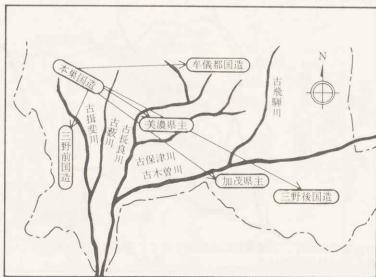 本巣国造
牟儀都国造
N
古飛騨川
美濃県主
古揖斐川
古薮川
古長良川
三野前国造
古保津川
古木曽川
加茂県主
三野後国造